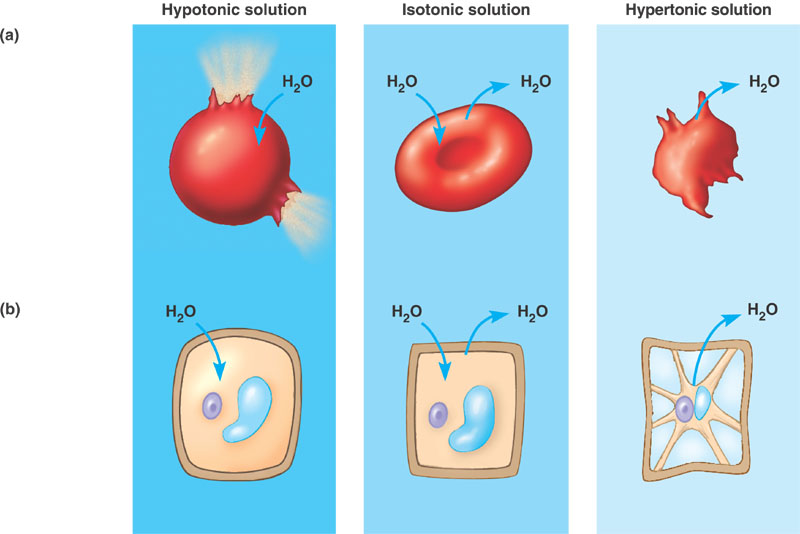 Hypotonic solution
Isotonic solution
Hypertonic solution
(a)
H₂O
H₂O
H₂O
H₂O
(b)
H₂O
H₂O
H₂O
H₂O